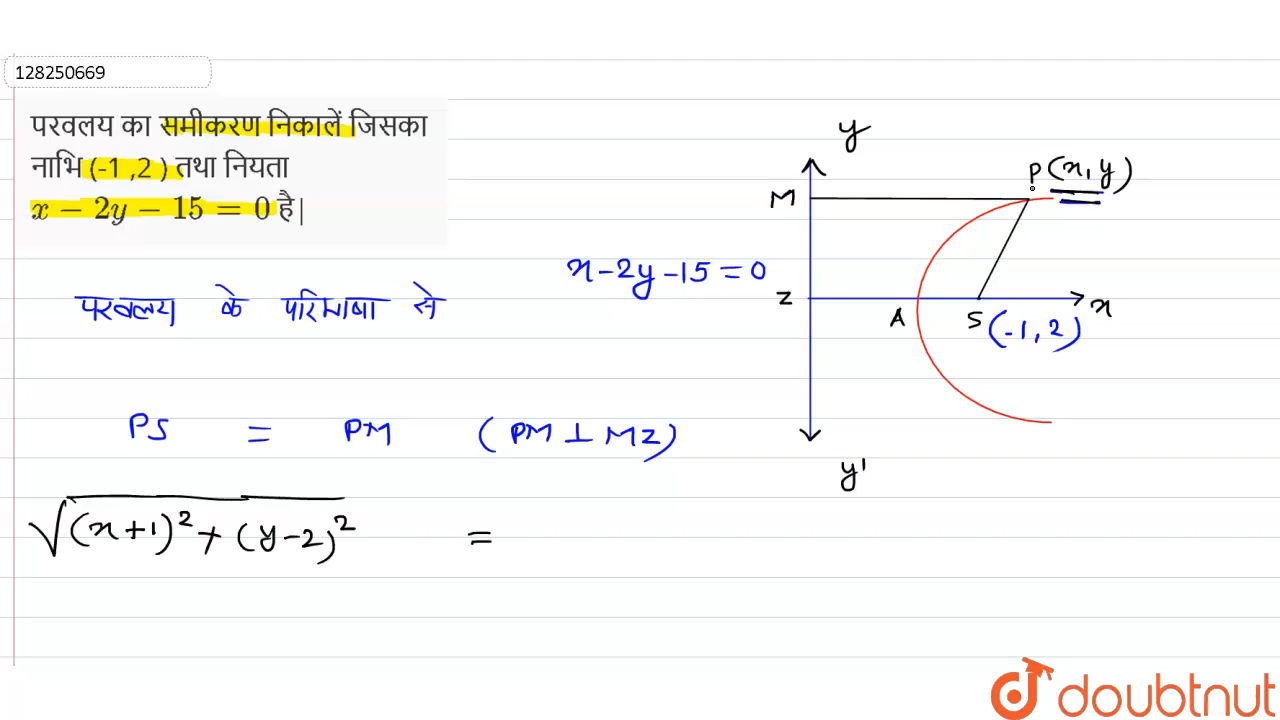 128250669
परवलय का समीकरण निकालें जिसका
नाभि (-1 ,2 ) तथा नियता
x − 2y − 15 = 0 है|
y
P(x, y)
M
x-2y-15=0
Z
A
S
x
(-1, 2)
परवलय के परिभाषा से
PS = PM (PM ⊥ MZ)
y'
√(x+1)² + (y-2)² =
doubtnut